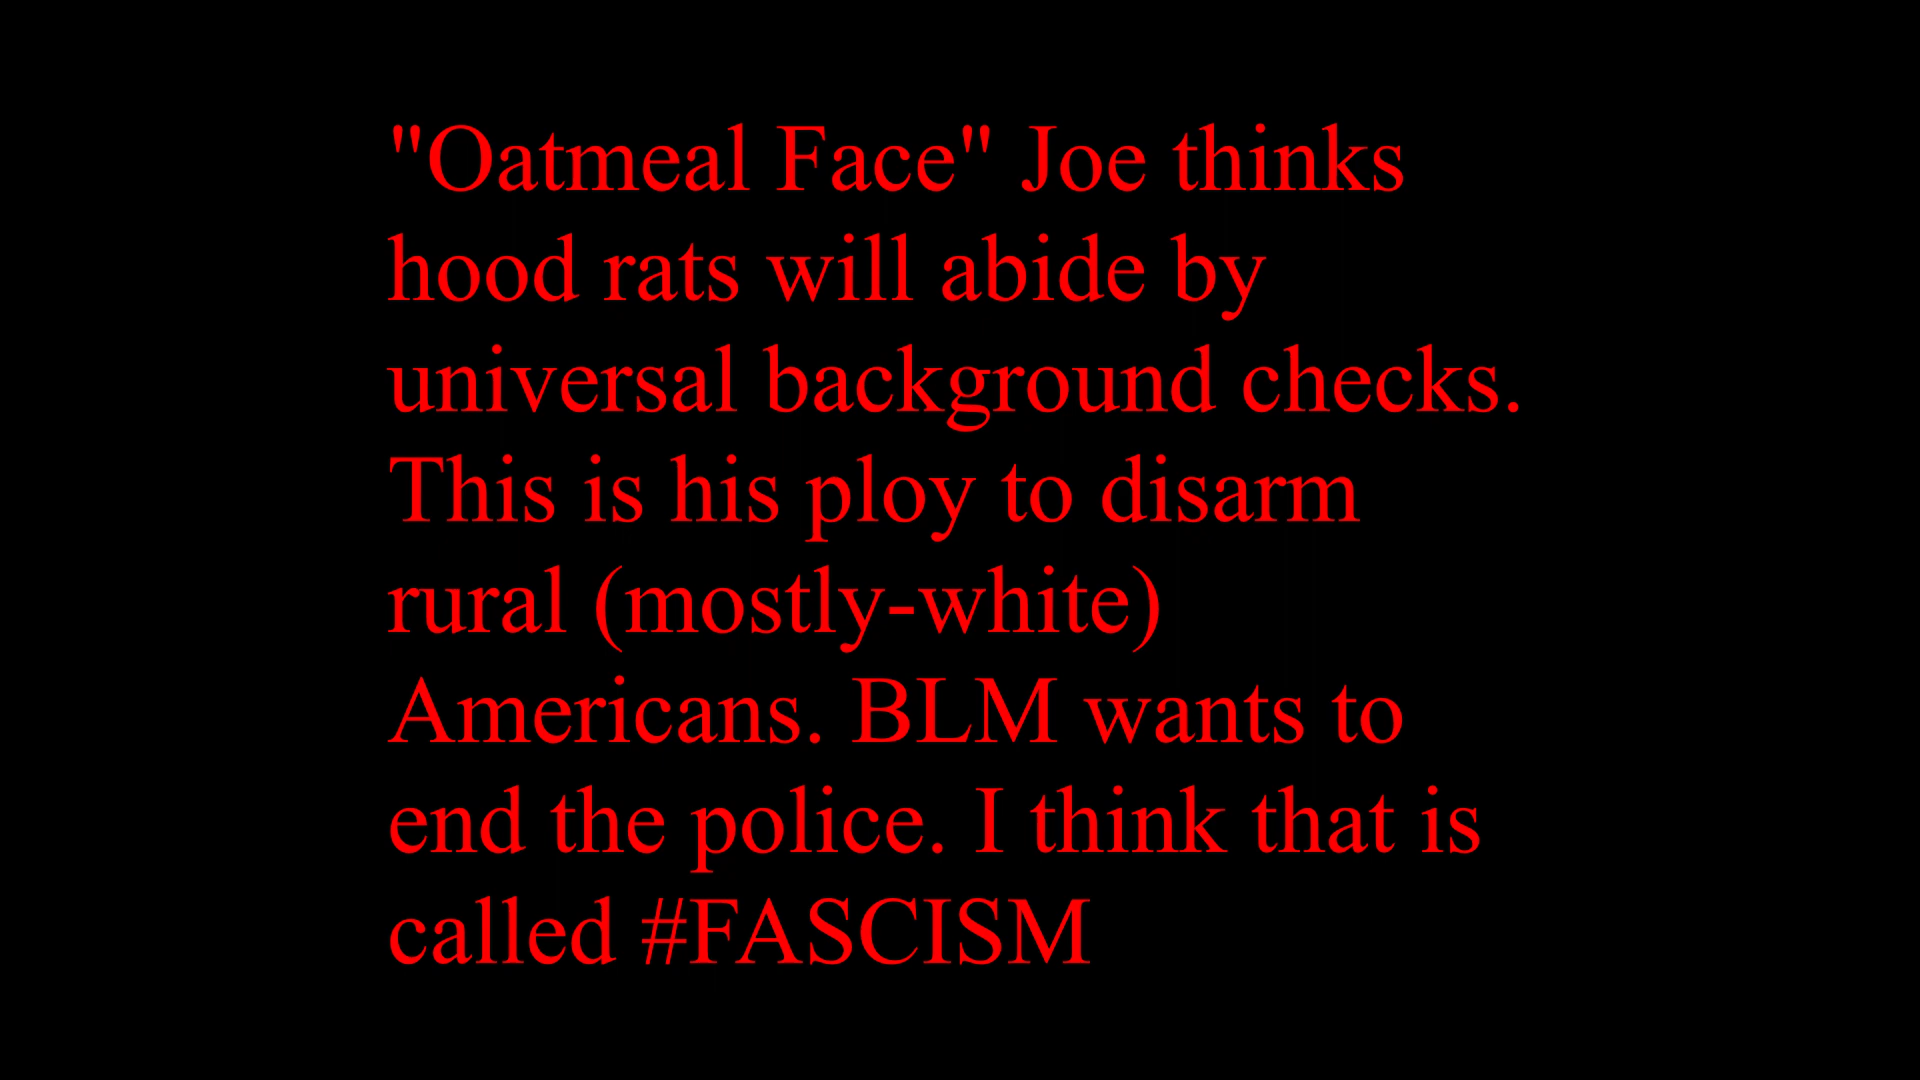 "Oatmeal Face" Joe thinks
hood rats will abide by
universal background checks.
This is his ploy to disarm
rural (mostly-white)
Americans. BLM wants to
end the police. I think that is
called #FASCISM